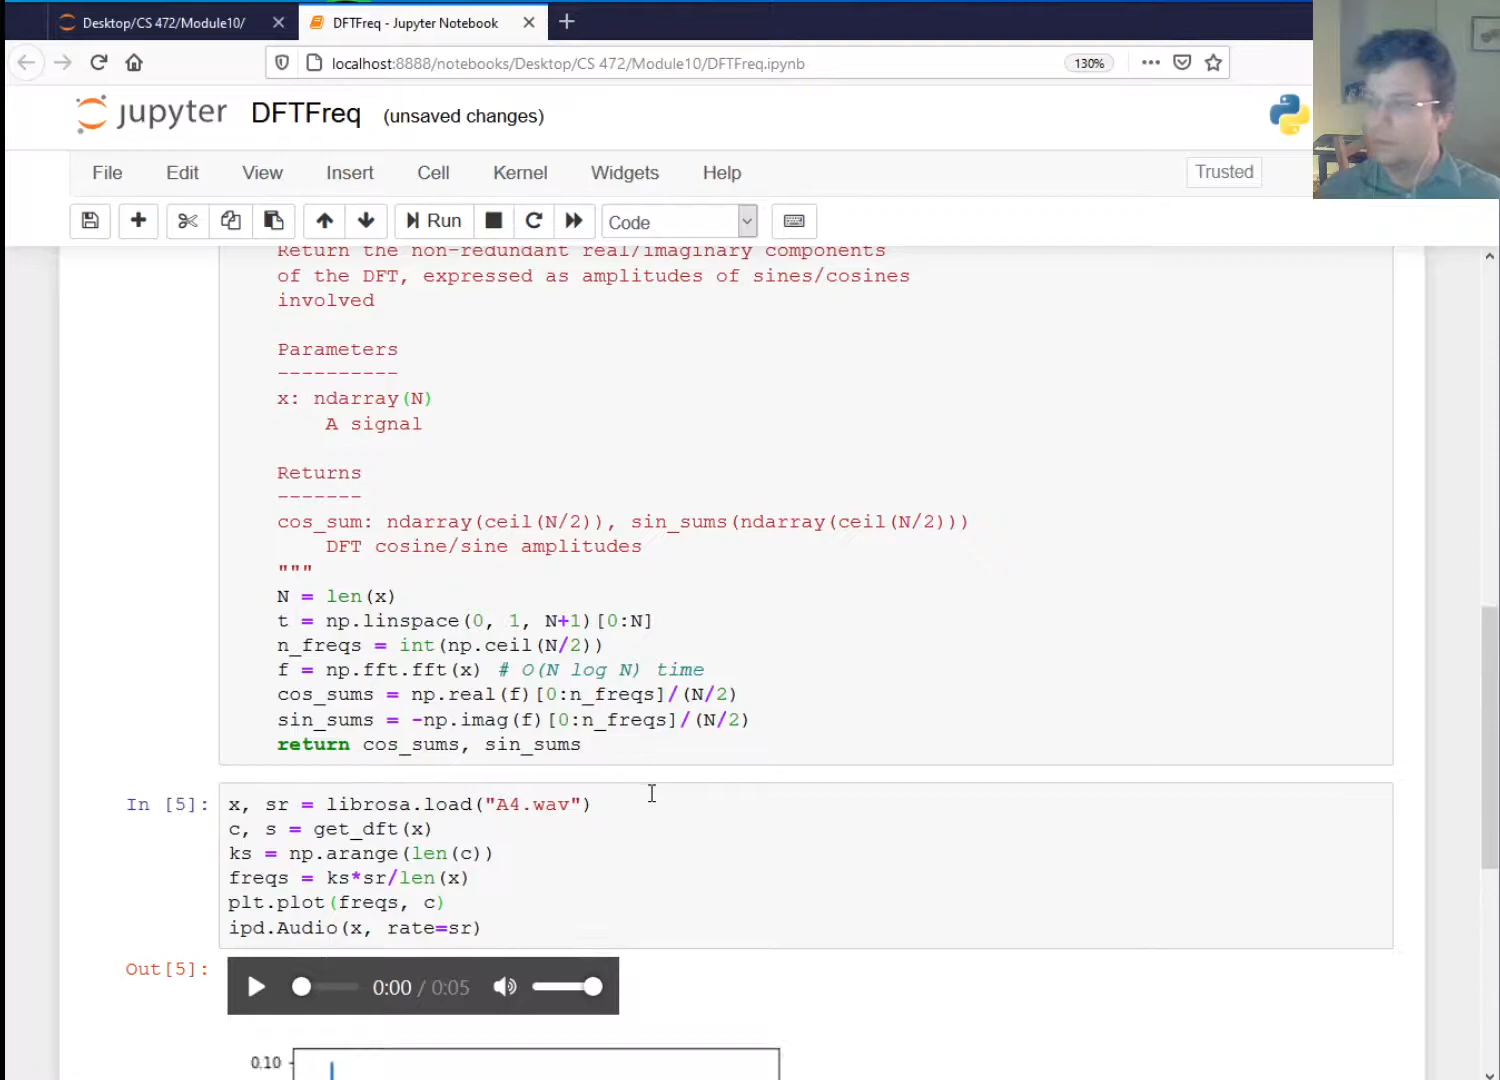 Desktop/CS 472/Module10/
DFTFreq - Jupyter Notebook
localhost:8888/notebooks/Desktop/CS 472/Module10/DFTFreq.ipynb
130%
jupyter DFTFreq (unsaved changes)
File Edit View Insert Cell Kernel Widgets Help
Trusted
Run
Code
Return the non-redundant real/imaginary components
of the DFT, expressed as amplitudes of sines/cosines
involved
Parameters
----------
x: ndarray(N)
A signal
Returns
-------
cos_sum: ndarray(ceil(N/2)), sin_sums(ndarray(ceil(N/2)))
DFT cosine/sine amplitudes
"""
N = len(x)
t = np.linspace(0, 1, N+1)[0:N]
n_freqs = int(np.ceil(N/2))
f = np.fft.fft(x) # O(N log N) time
cos_sums = np.real(f)[0:n_freqs]/(N/2)
sin_sums = -np.imag(f)[0:n_freqs]/(N/2)
return cos_sums, sin_sums
In [5]:
x, sr = librosa.load("A4.wav")
c, s = get_dft(x)
ks = np.arange(len(c))
freqs = ks*sr/len(x)
plt.plot(freqs, c)
ipd.Audio(x, rate=sr)
Out[5]:
0:00 / 0:05
0.10